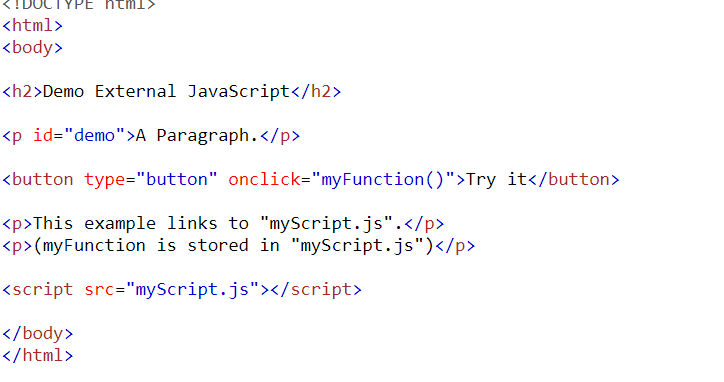 <!DOCTYPE html>
<html>
<body>
<h2>Demo External JavaScript</h2>
<p id="demo">A Paragraph.</p>
<button type="button" onclick="myFunction()">Try it</button>
<p>This example links to "myScript.js".</p>
<p>(myFunction is stored in "myScript.js")</p>
<script src="myScript.js"></script>
</body>
</html>